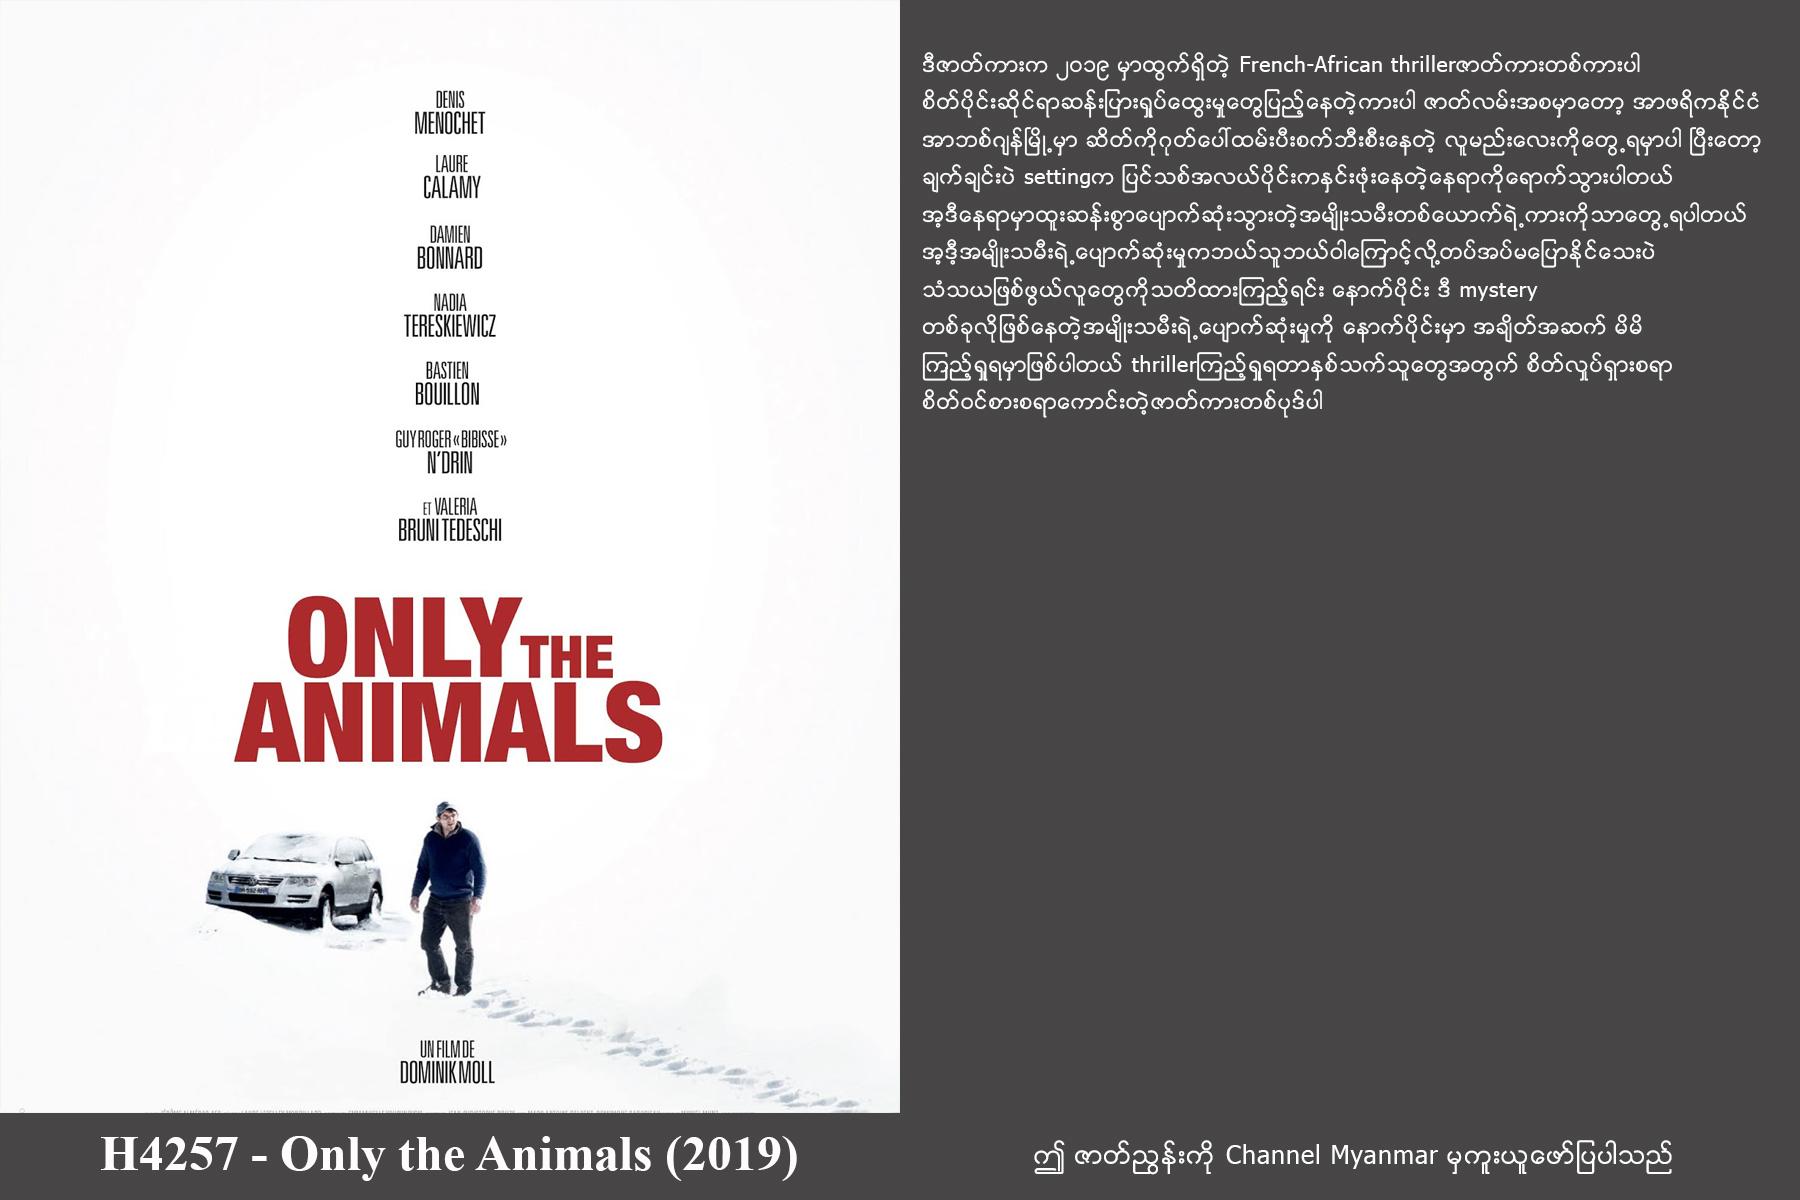 DENIS
MENOCHET
LAURE
CALAMY
DAMIEN
BONNARD
NADIA
TERESKIEWICZ
BASTIEN
BOUILLON
GUY ROGER «BIBISSE»
N'DRIN
ET VALERIA
BRUNI TEDESCHI
ONLY THE
ANIMALS
UN FILM DE
DOMINIK MOLL
H4257 - Only the Animals (2019)
ဒီဇာတ်ကားက ၂၀၁၉ မှာထွက်ရှိတဲ့ French-African thrillerဇာတ်ကားတစ်ကားပါ
စိတ်ပိုင်းဆိုင်ရာဆန်းပြားရှုပ်ထွေးမှုတွေပြည့်နေတဲ့ကားပါ ဇာတ်လမ်းအစမှာတော့ အာဖရိကနိုင်ငံ
အာဘစ်ဂျန်မြို့မှာ ဆိတ်ကိုဂုတ်ပေါ်ထမ်းပီးစက်ဘီးစီးနေတဲ့ လူမည်းလေးကိုတွေ့ရမှာပါ ပြီးတော့
ချက်ချင်းပဲ settingက ပြင်သစ်အလယ်ပိုင်းကနှင်းဖုံးနေတဲ့နေရာကိုရောက်သွားပါတယ်
အဲ့ဒီနေရာမှာထူးဆန်းစွာပျောက်ဆုံးသွားတဲ့အမျိုးသမီးတစ်ယောက်ရဲ့ကားကိုသာတွေ့ရပါတယ်
အဲ့ဒီ့အမျိုးသမီးရဲ့ပျောက်ဆုံးမှုကဘယ်သူဘယ်ဝါကြောင့်လို့တပ်အပ်မပြောနိုင်သေးပဲ
သံသယဖြစ်ဖွယ်လူတွေကိုသတိထားကြည့်ရင်း နောက်ပိုင်း ဒီ mystery
တစ်ခုလိုဖြစ်နေတဲ့အမျိုးသမီးရဲ့ပျောက်ဆုံးမှုကို နောက်ပိုင်းမှာ အချိတ်အဆက် မိမိ
ကြည့်ရှုရမှာဖြစ်ပါတယ် thrillerကြည့်ရှုရတာနှစ်သက်သူတွေအတွက် စိတ်လှုပ်ရှားစရာ
စိတ်ဝင်စားစရာကောင်းတဲ့ဇာတ်ကားတစ်ပုဒ်ပါ
ဤ ဇာတ်ညွှန်းကို Channel Myanmar မှကူးယူဖော်ပြပါသည်